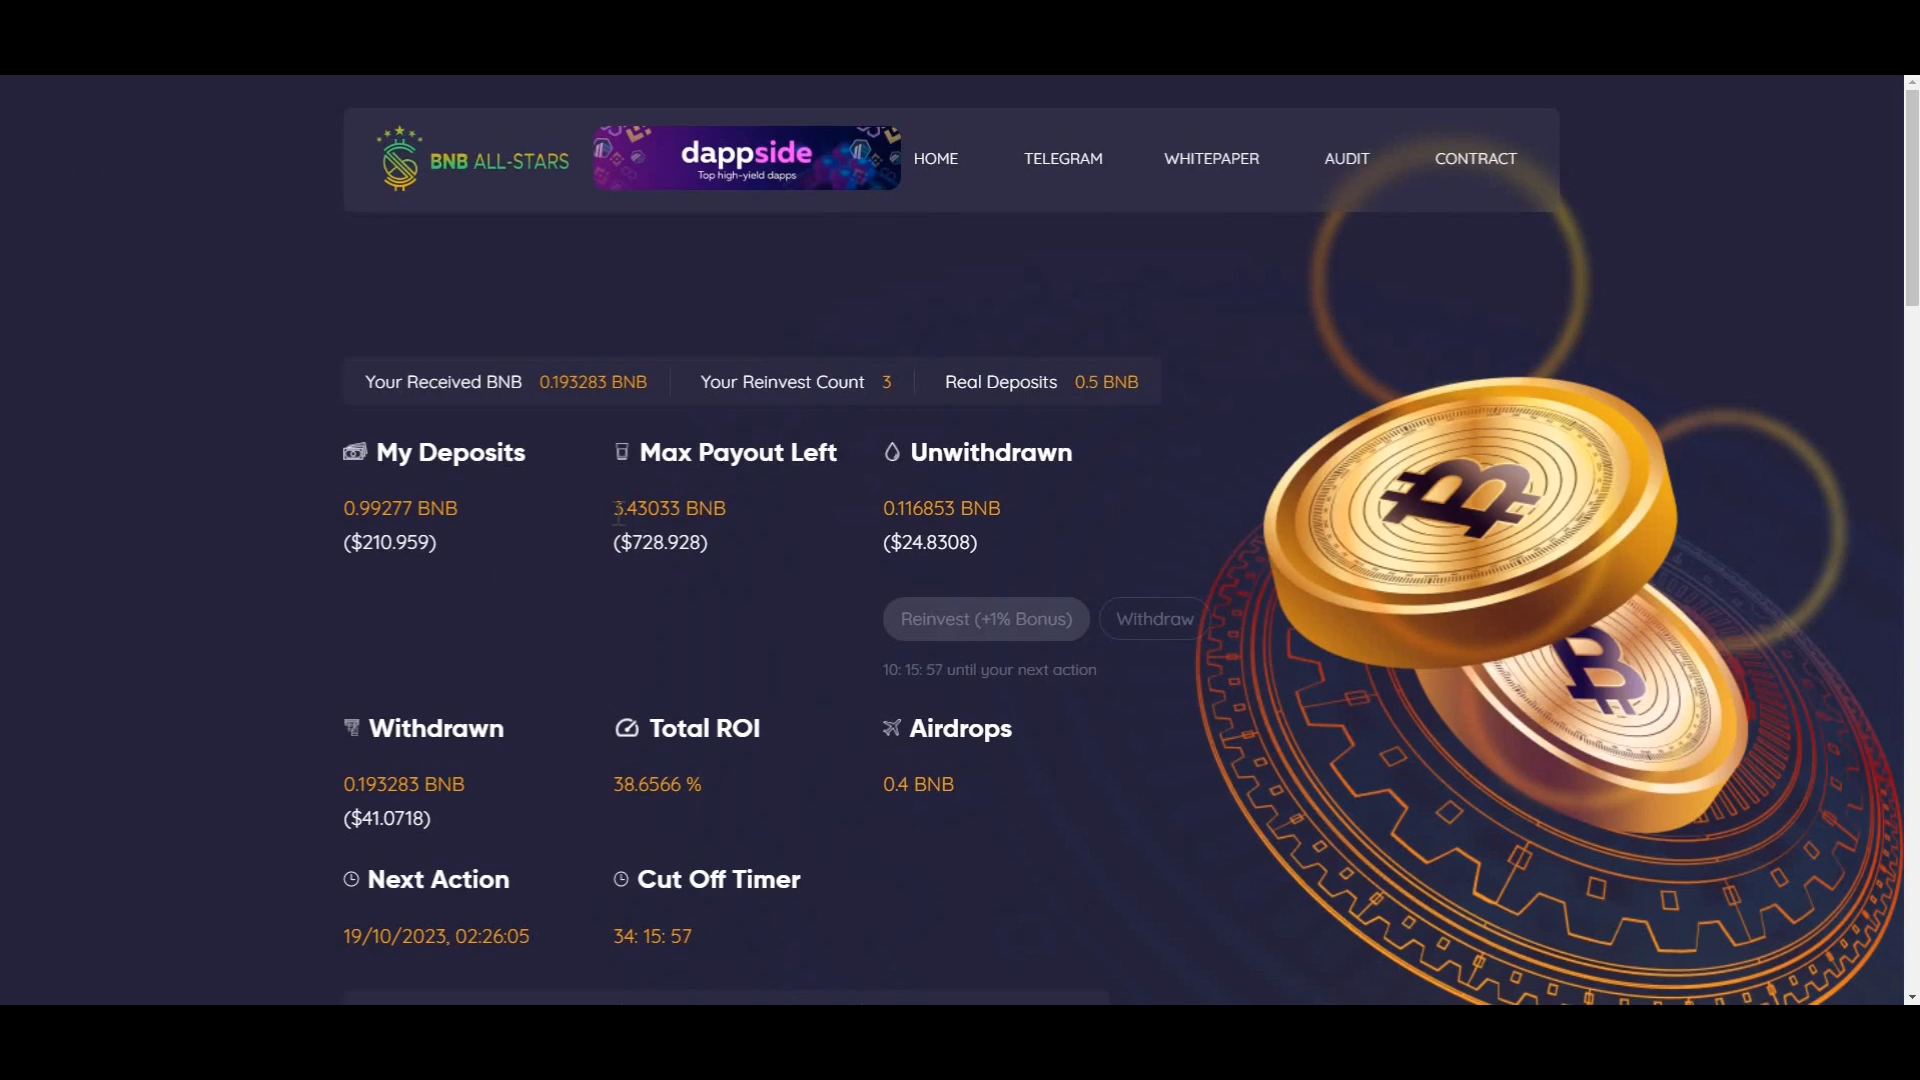 BNB ALL-STARS
dappside
Top high-yield dapps
HOME
TELEGRAM
WHITEPAPER
AUDIT
CONTRACT
Your Received BNB 0.193283 BNB
Your Reinvest Count 3
Real Deposits 0.5 BNB
My Deposits
0.99277 BNB
($210.959)
Max Payout Left
3.43033 BNB
($728.928)
Unwithdrawn
0.116853 BNB
($24.8308)
Reinvest (+1% Bonus)
Withdraw
10: 15: 57 until your next action
Withdrawn
0.193283 BNB
($41.0718)
Total ROI
38.6566 %
Airdrops
0.4 BNB
Next Action
19/10/2023, 02:26:05
Cut Off Timer
34: 15: 57